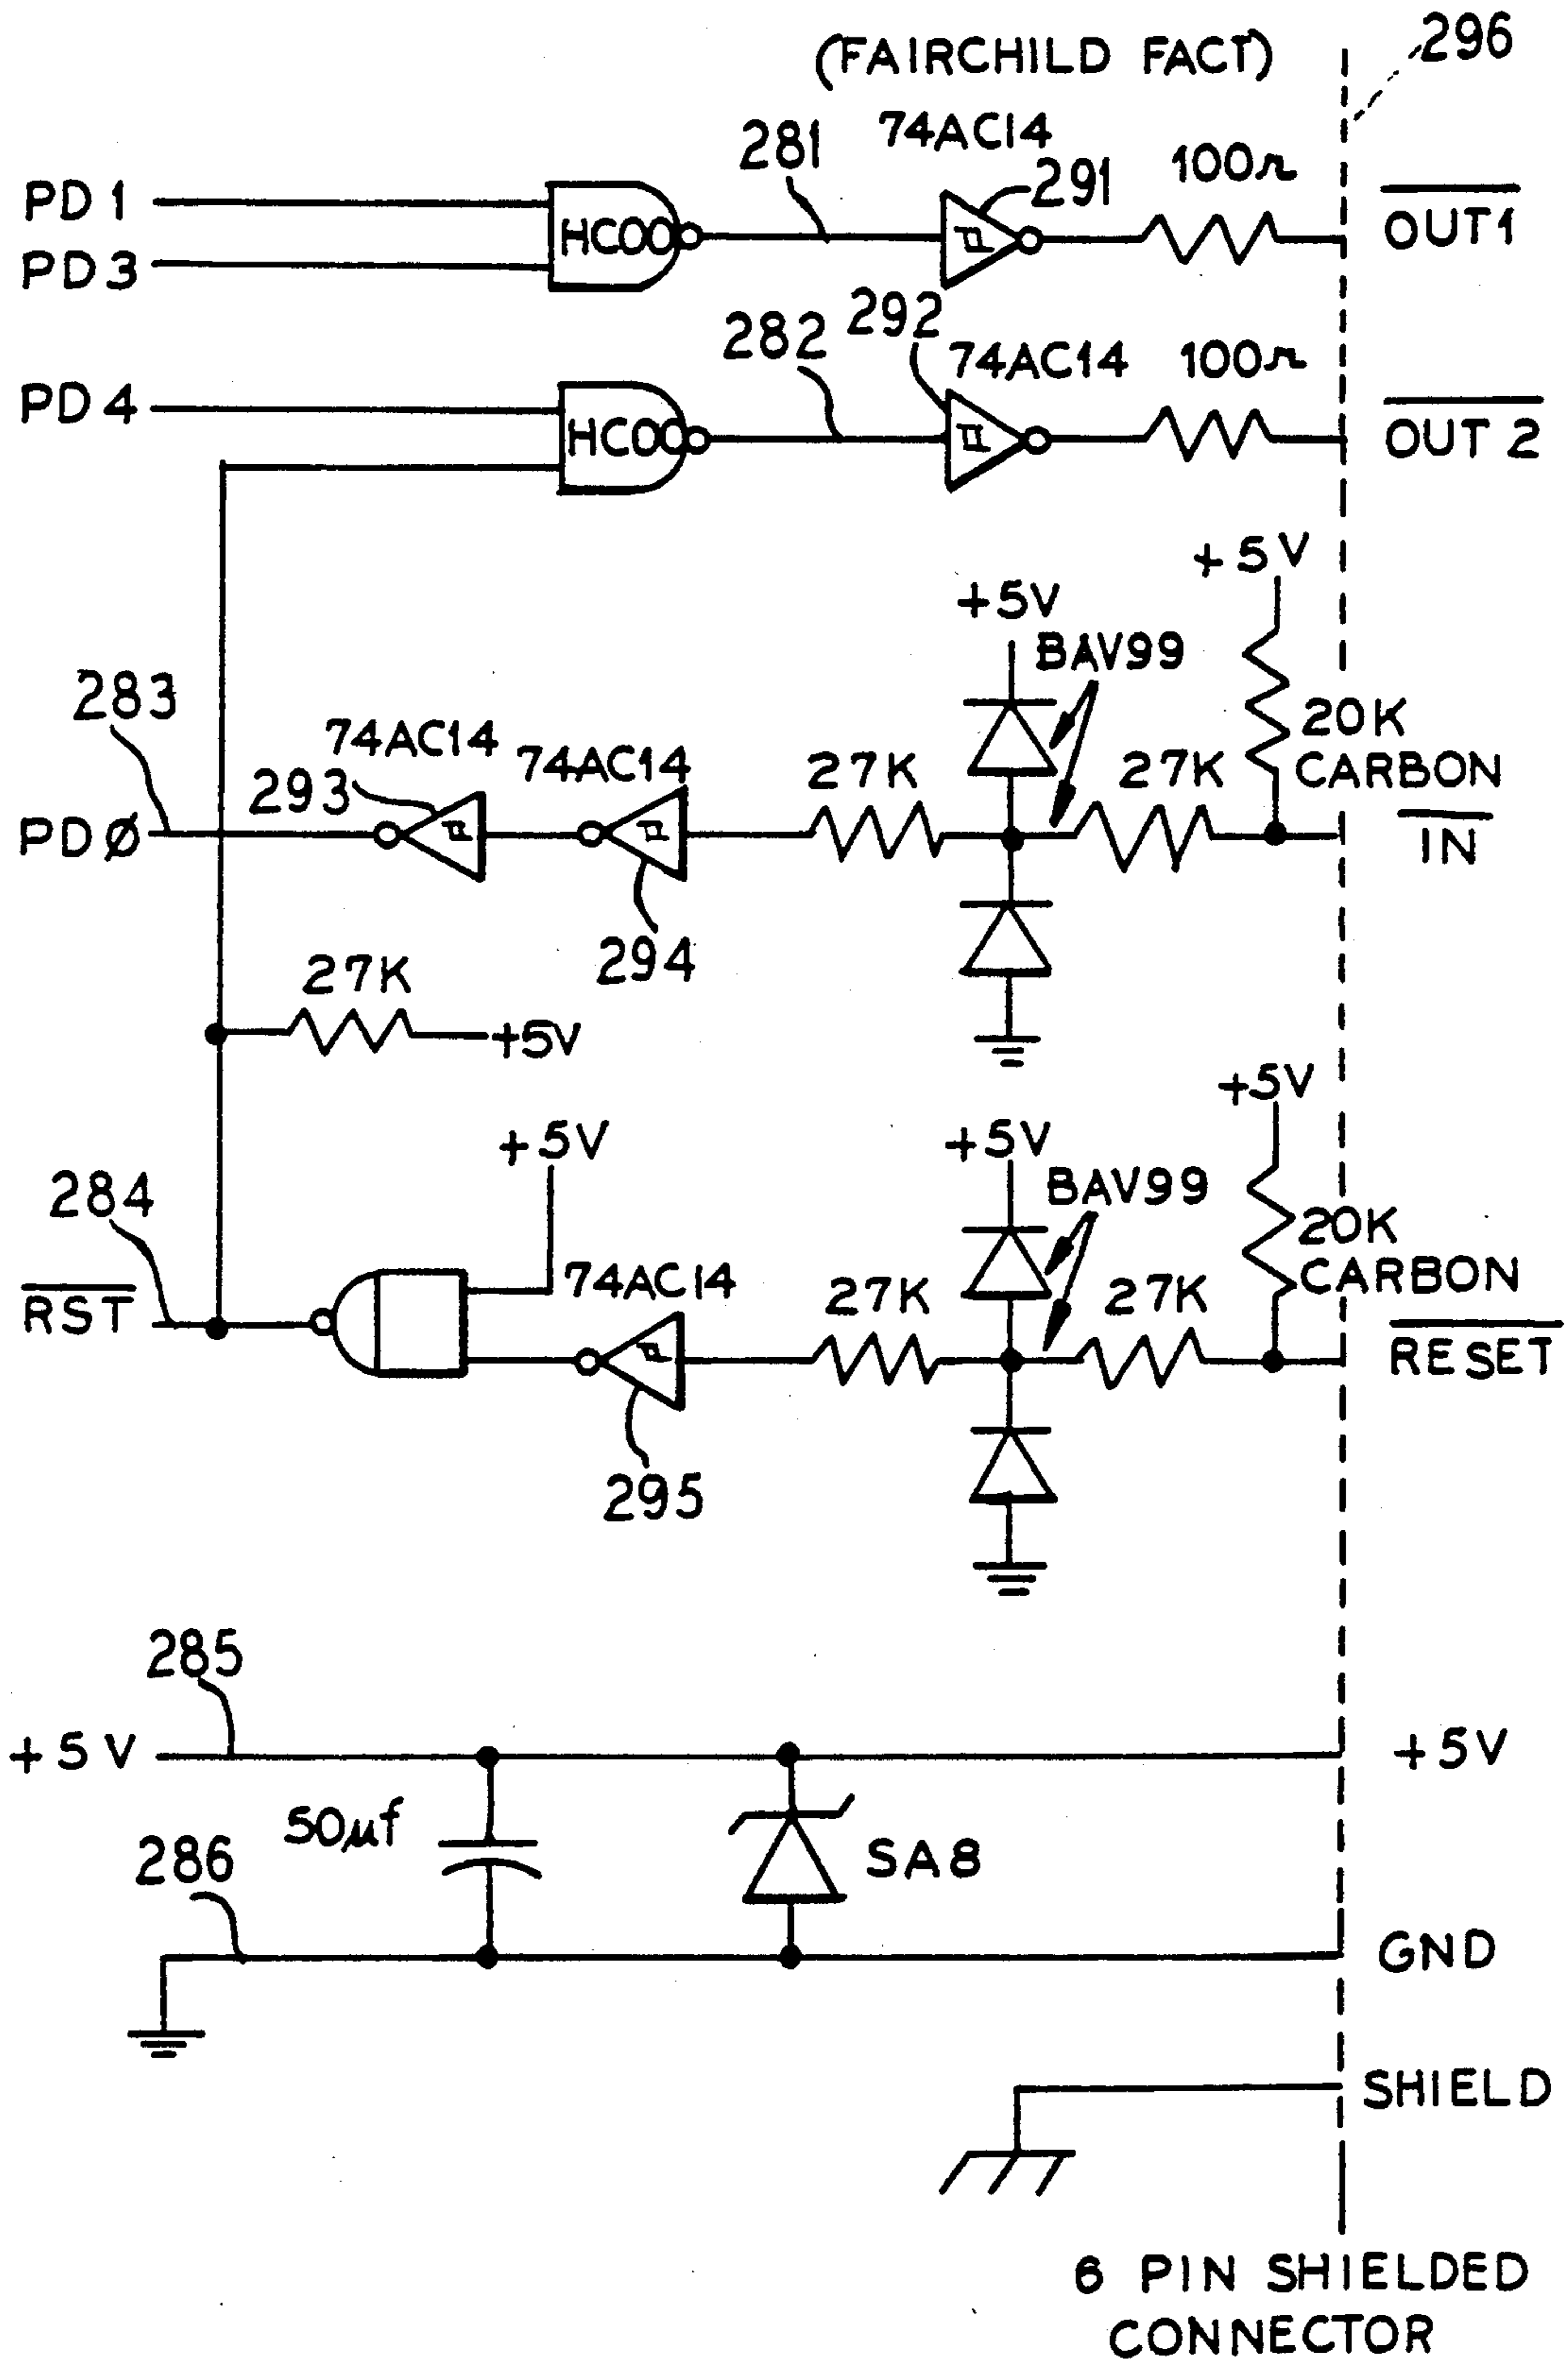 (FAIRCHILD FACT)
296
74AC14
281
291
100Ω
PD1
HC00
OUT1
PD3
282
292
74AC14
100Ω
PD4
HC00
OUT 2
+5V
+5V
BAV99
283
74AC14
74AC14
27K
27K
20K
CARBON
293
PDØ
IN
294
27K
+5V
+5V
+5V
+5V
BAV99
284
74AC14
27K
27K
20K
CARBON
RST
RESET
295
285
+5V
+5V
50µf
SA8
286
GND
SHIELD
6 PIN SHIELDED
CONNECTOR